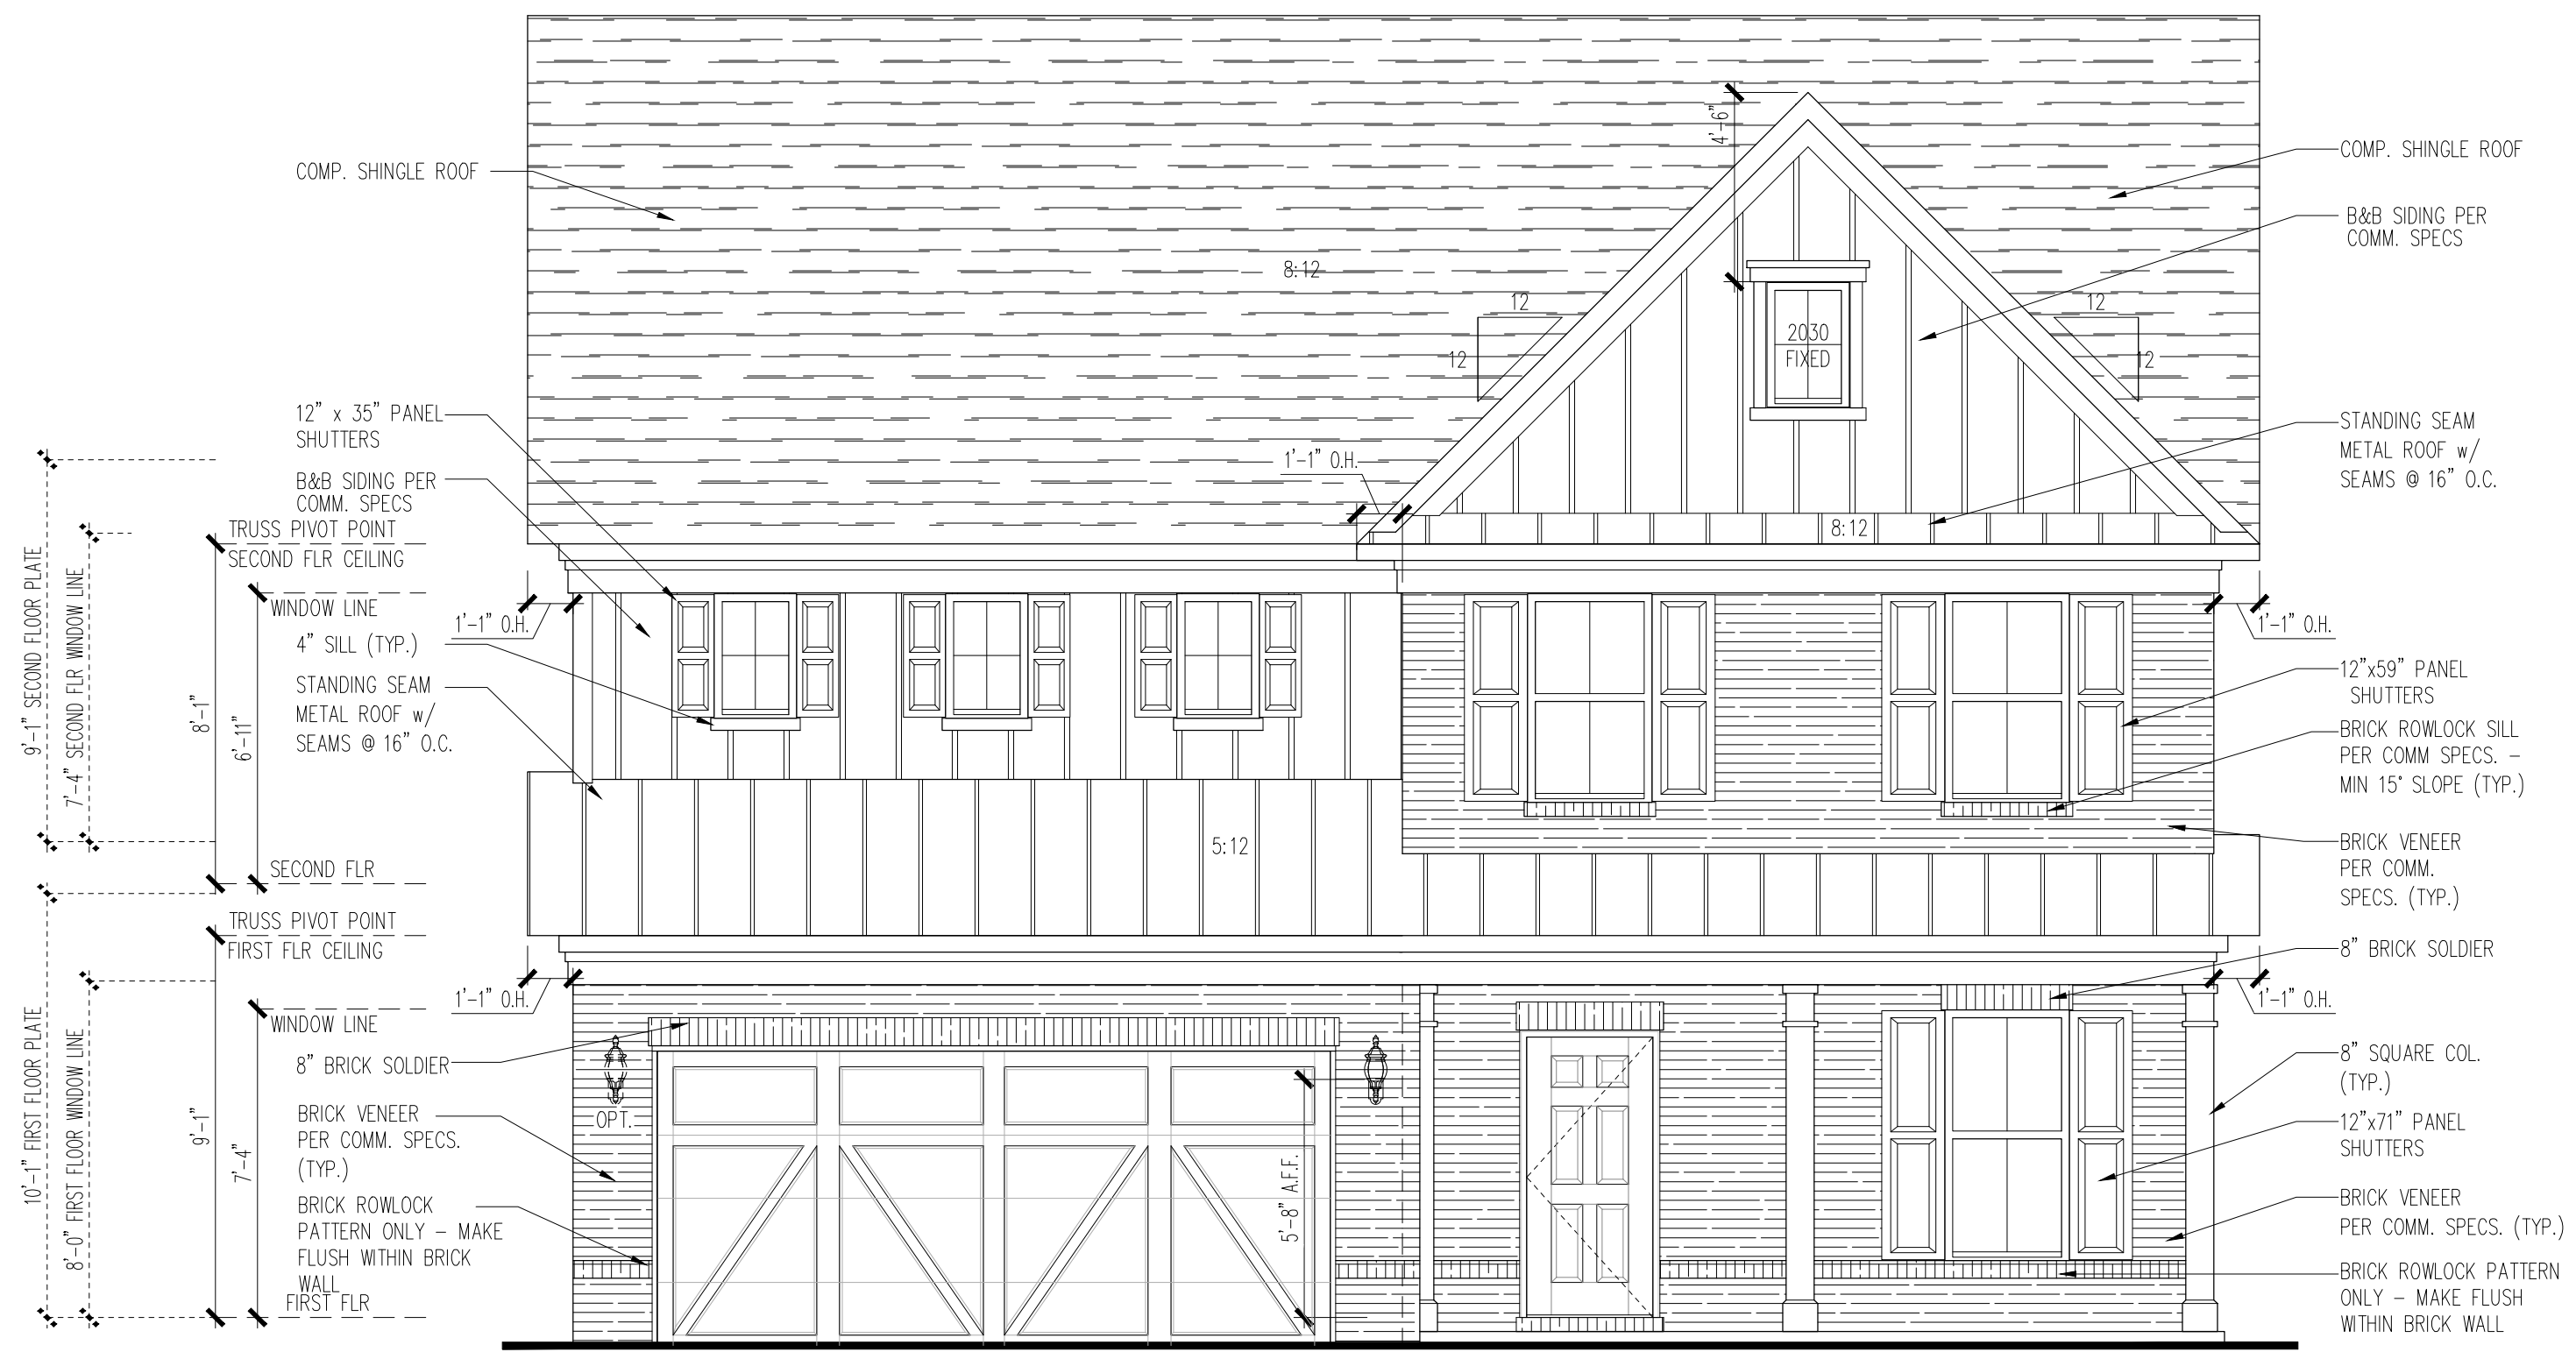 COMP. SHINGLE ROOF
12” x 35” PANEL
SHUTTERS
B&B SIDING PER
COMM. SPECS
TRUSS PIVOT POINT
SECOND FLR CEILING
WINDOW LINE
4” SILL (TYP.)
STANDING SEAM
METAL ROOF w/
SEAMS @ 16” O.C.
SECOND FLR
TRUSS PIVOT POINT
FIRST FLR CEILING
WINDOW LINE
8” BRICK SOLDIER
BRICK VENEER
PER COMM. SPECS.
(TYP.)
BRICK ROWLOCK
PATTERN ONLY – MAKE
FLUSH WITHIN BRICK
WALL
FIRST FLR
9'-1” SECOND FLOOR PLATE
7'-4” SECOND FLR WINDOW LINE
8'-1”
6'-11”
10'-1” FIRST FLOOR PLATE
8'-0” FIRST FLOOR WINDOW LINE
9'-1”
7'-4”
1'-1” O.H.
1'-1” O.H.
4'-6”
8:12
12
12
2030
FIXED
12
12
1'-1” O.H.
8:12
5:12
OPT.
5'-8” A.F.F.
1'-1” O.H.
1'-1” O.H.
COMP. SHINGLE ROOF
B&B SIDING PER
COMM. SPECS
STANDING SEAM
METAL ROOF w/
SEAMS @ 16” O.C.
12”x59” PANEL
SHUTTERS
BRICK ROWLOCK SILL
PER COMM SPECS. –
MIN 15° SLOPE (TYP.)
BRICK VENEER
PER COMM.
SPECS. (TYP.)
8” BRICK SOLDIER
8” SQUARE COL.
(TYP.)
12”x71” PANEL
SHUTTERS
BRICK VENEER
PER COMM. SPECS. (TYP.)
BRICK ROWLOCK PATTERN
ONLY – MAKE FLUSH
WITHIN BRICK WALL